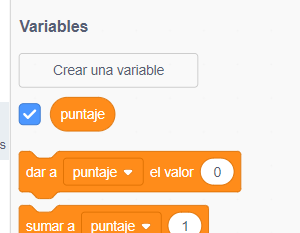 Variables
Crear una variable
puntaje
s
dar a puntaje el valor 0
sumar a puntaje 1